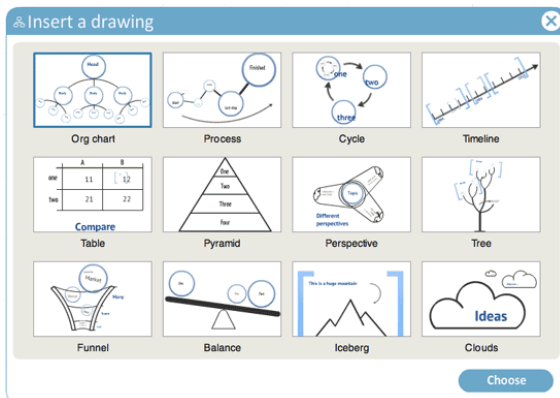 Insert a drawing
Head
Org chart
Finished
Process
one
two
three
Cycle
Timeline
A B
one 11 12
two 21 22
Compare
Table
One
Two
Three
Four
Pyramid
Topic
Different
perspectives
Perspective
Tree
Market
Many
Funnel
Balance
This is a huge mountain
Iceberg
Ideas
Clouds
Choose